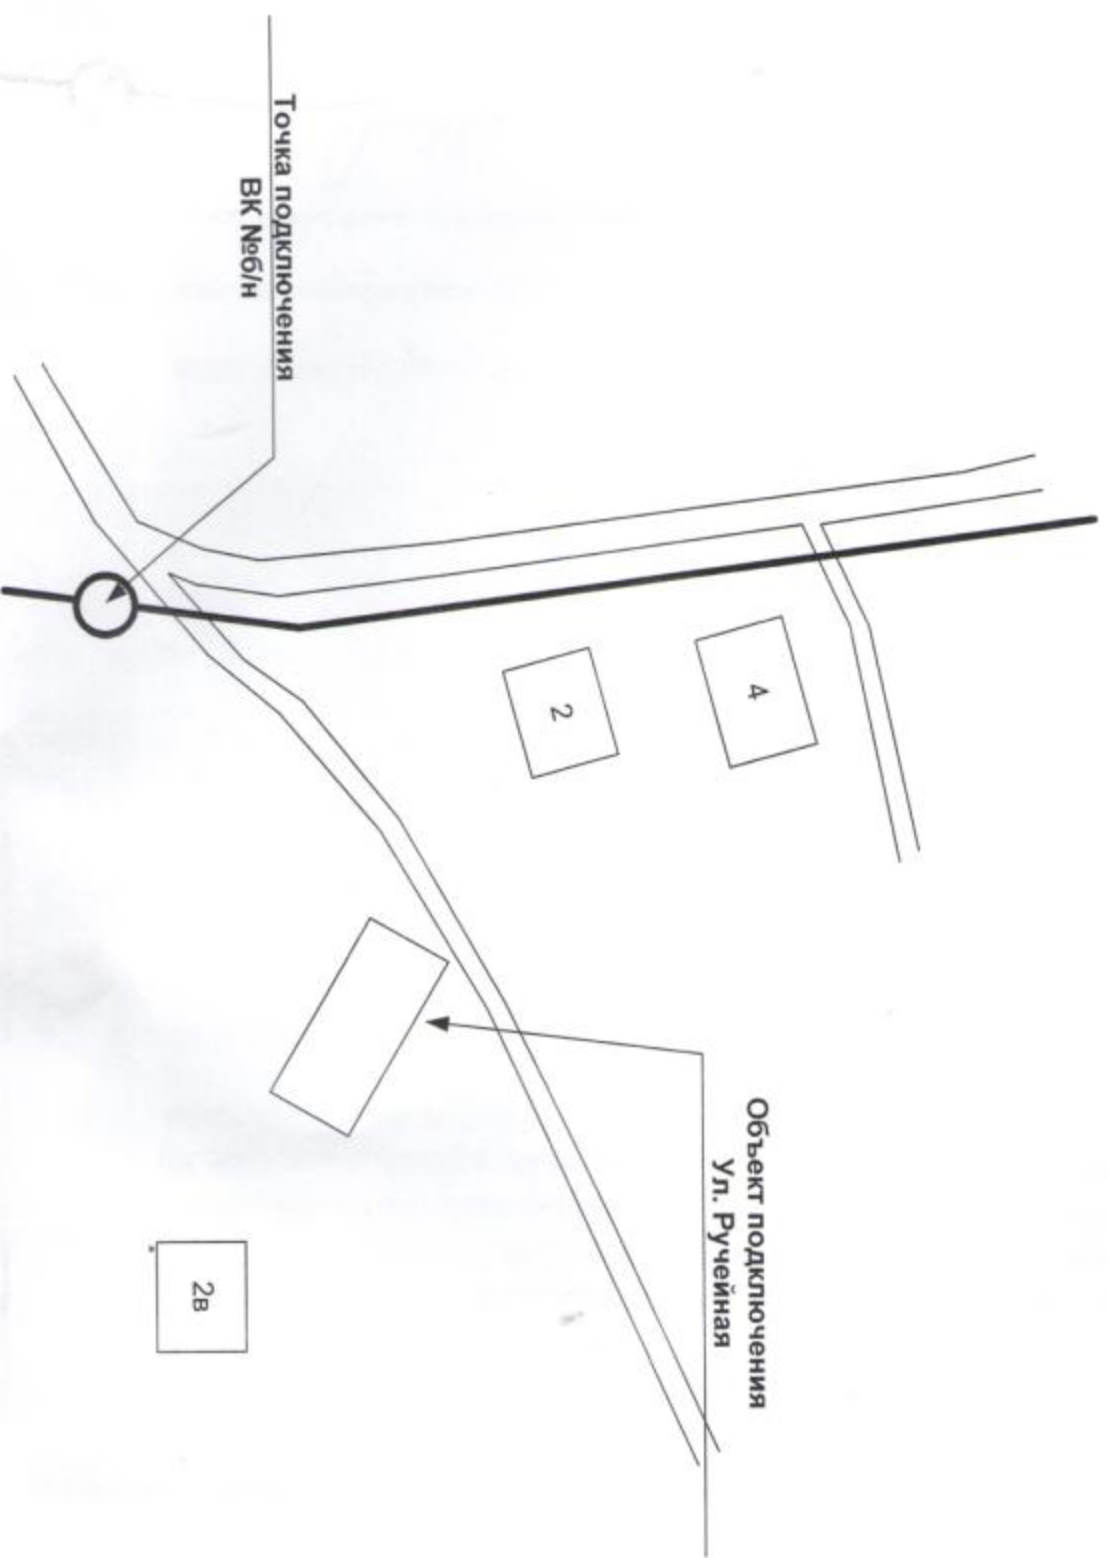 Точка подключения
ВК №б/н
4
2
Объект подключения
Ул. Ручейная
2в